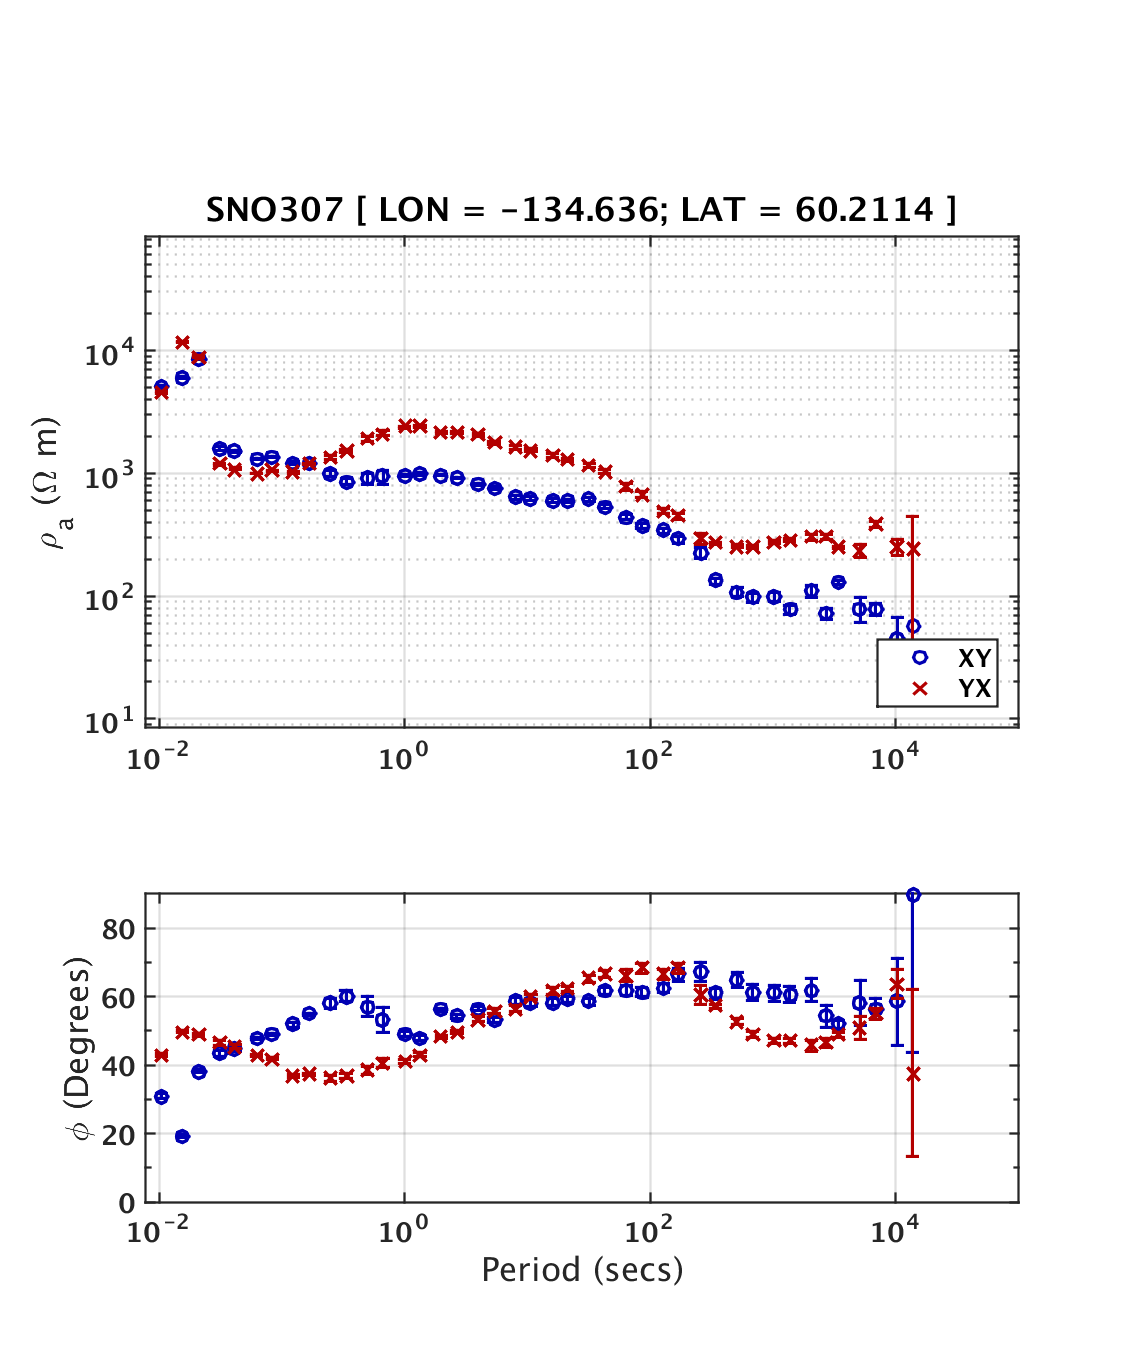 SNO307 [ LON = -134.636; LAT = 60.2114 ]
ρₐ (Ω m)
10⁴
10³
10²
10¹
XY
YX
10⁻² 10⁰ 10² 10⁴
ϕ (Degrees)
80
60
40
20
0
10⁻² 10⁰ 10² 10⁴
Period (secs)